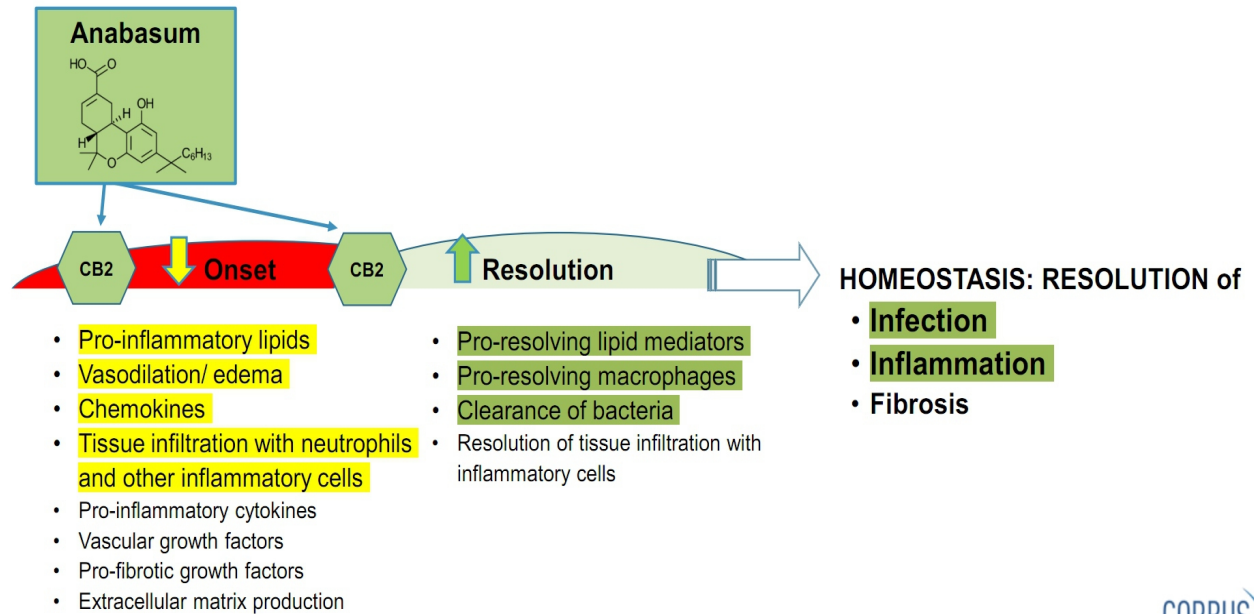 Anabasum
HO
O
OH
H
H
O
C6H13
CB2
Onset
CB2
Resolution
HOMEOSTASIS: RESOLUTION of
• Infection
• Inflammation
• Fibrosis
• Pro-inflammatory lipids
• Vasodilation/ edema
• Chemokines
• Tissue infiltration with neutrophils
and other inflammatory cells
• Pro-inflammatory cytokines
• Vascular growth factors
• Pro-fibrotic growth factors
• Extracellular matrix production
• Pro-resolving lipid mediators
• Pro-resolving macrophages
• Clearance of bacteria
• Resolution of tissue infiltration with
inflammatory cells